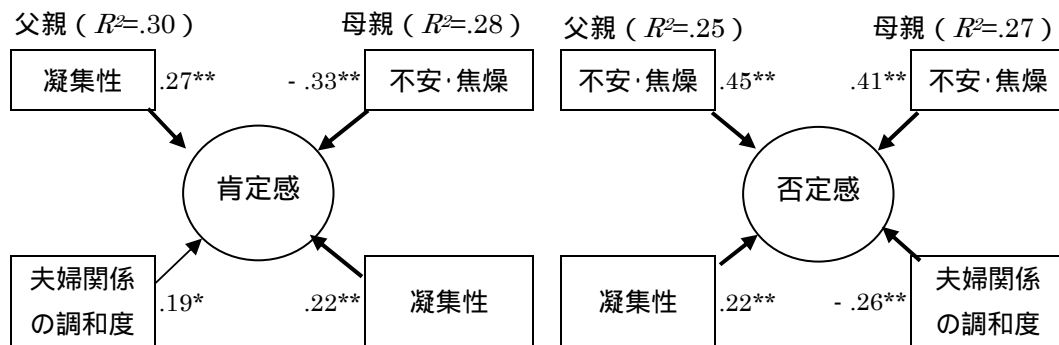 父親（R²=.30） 母親（R²=.28）
凝集性 .27** - .33** 不安・焦燥
肯定感
夫婦関係
の調和度 .19* .22** 凝集性
父親（R²=.25） 母親（R²=.27）
不安・焦燥 .45** .41** 不安・焦燥
否定感
凝集性 .22** - .26** 夫婦関係
の調和度